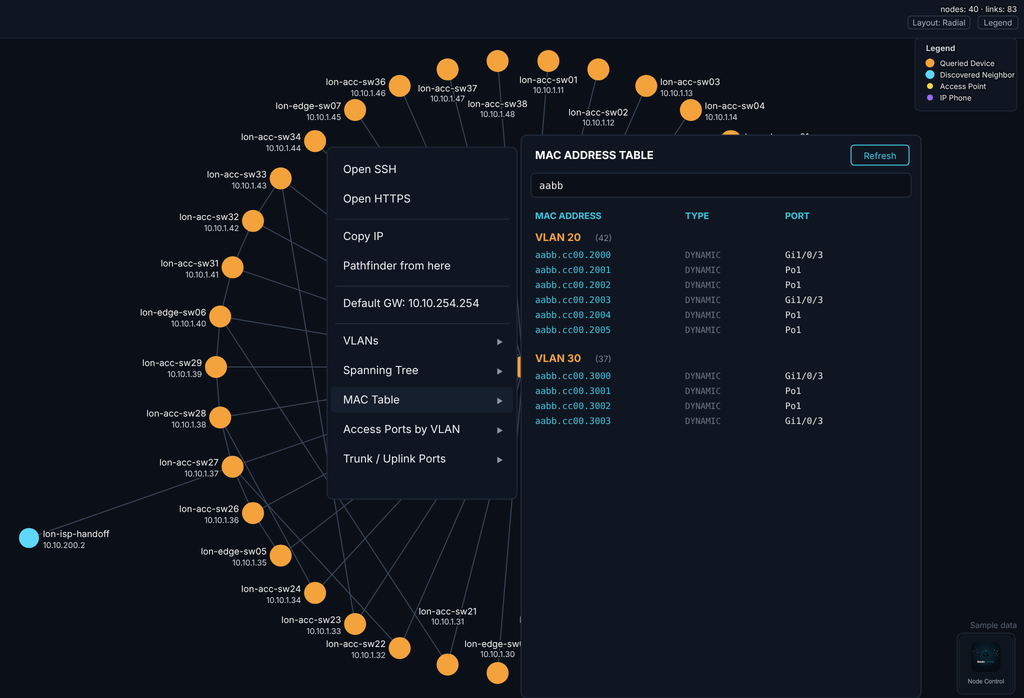 nodes: 40 · links: 83
Layout: Radial
Legend
Legend
Queried Device
Discovered Neighbor
Access Point
IP Phone
lon-acc-sw36
10.10.1.46
lon-acc-sw37
10.10.1.47
lon-acc-sw38
10.10.1.48
lon-acc-sw01
10.10.1.11
lon-acc-sw02
10.10.1.12
lon-acc-sw03
10.10.1.13
lon-acc-sw04
10.10.1.14
lon-edge-sw07
10.10.1.45
lon-acc-sw34
10.10.1.44
lon-acc-sw33
10.10.1.43
lon-acc-sw32
10.10.1.42
lon-acc-sw31
10.10.1.41
lon-edge-sw06
10.10.1.40
lon-acc-sw29
10.10.1.39
lon-acc-sw28
10.10.1.38
lon-acc-sw27
10.10.1.37
lon-acc-sw26
10.10.1.36
lon-isp-handoff
10.10.200.2
lon-edge-sw05
10.10.1.35
lon-acc-sw24
10.10.1.34
lon-acc-sw23
10.10.1.33
lon-acc-sw22
10.10.1.32
lon-acc-sw21
10.10.1.31
lon-edge-sw
10.10.1.30
Open SSH
Open HTTPS
Copy IP
Pathfinder from here
Default GW: 10.10.254.254
VLANs
Spanning Tree
MAC Table
Access Ports by VLAN
Trunk / Uplink Ports
MAC ADDRESS TABLE
Refresh
aabb
MAC ADDRESS TYPE PORT
VLAN 20 (42)
aabb.cc00.2000 DYNAMIC Gi1/0/3
aabb.cc00.2001 DYNAMIC Po1
aabb.cc00.2002 DYNAMIC Po1
aabb.cc00.2003 DYNAMIC Gi1/0/3
aabb.cc00.2004 DYNAMIC Po1
aabb.cc00.2005 DYNAMIC Po1
VLAN 30 (37)
aabb.cc00.3000 DYNAMIC Gi1/0/3
aabb.cc00.3001 DYNAMIC Po1
aabb.cc00.3002 DYNAMIC Po1
aabb.cc00.3003 DYNAMIC Gi1/0/3
Sample data
Node Control